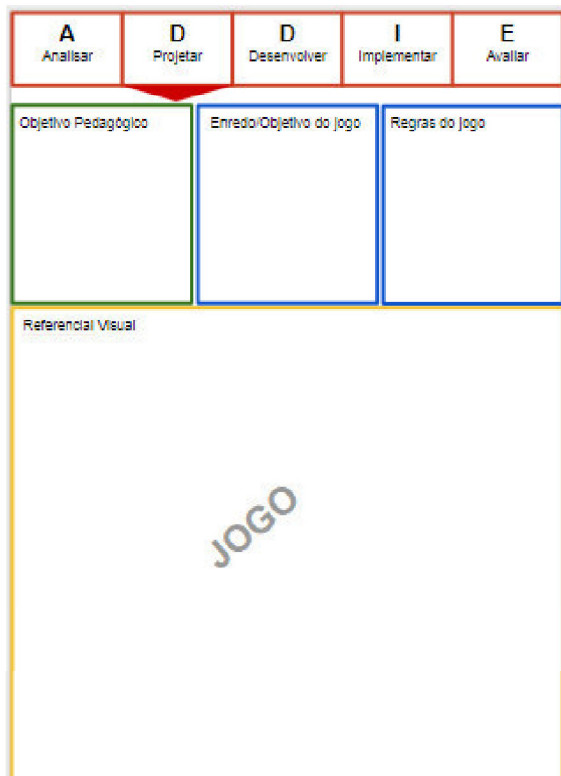 A D D I E
Analisar Projetar Desenvolver Implementar Avaliar
Objetivo Pedagógico Enredo/Objetivo do jogo Regras do jogo
Referencial Visual
JOGO